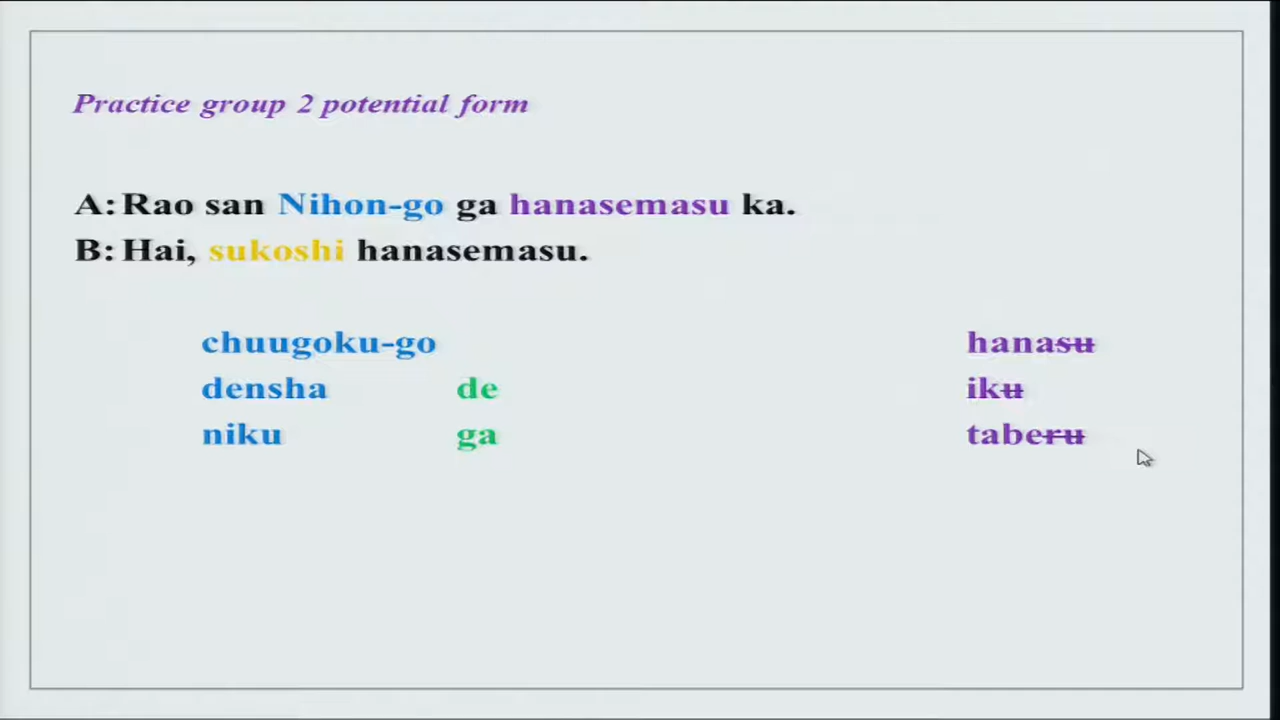 Practice group 2 potential form
A: Rao san Nihon-go ga hanasemasu ka.
B: Hai, sukoshi hanasemasu.
chuugoku-go hanasu
densha de iku
niku ga taberu